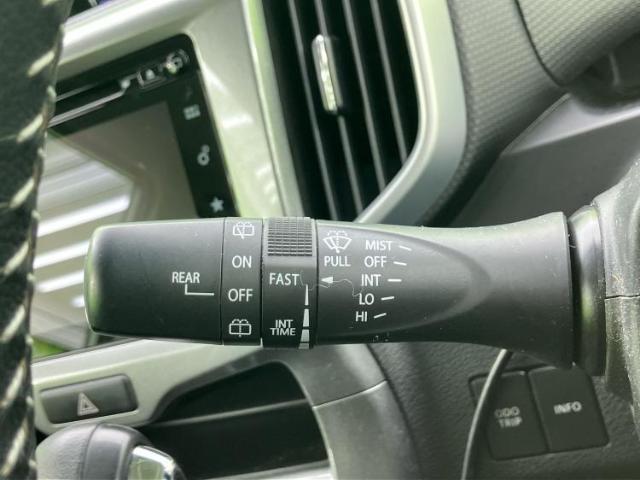 REAR
ON
OFF
FAST
INT
TIME
PULL
MIST
OFF
INT
LO
HI
ODO
TRIP
INFO